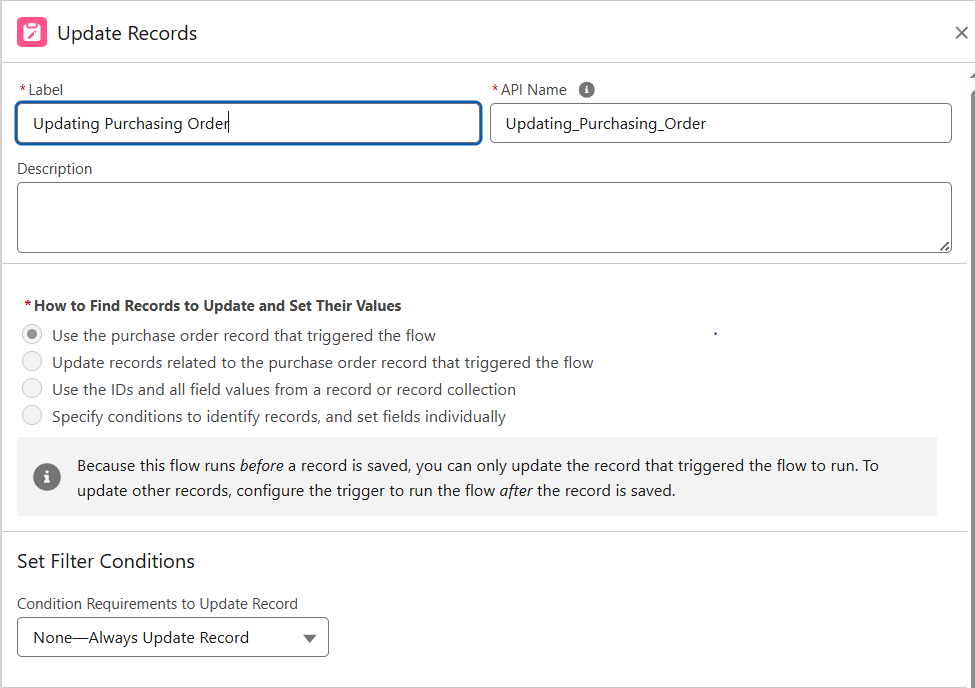 Update Records
* Label
* API Name
Updating Purchasing Order
Updating_Purchasing_Order
Description
* How to Find Records to Update and Set Their Values
Use the purchase order record that triggered the flow
Update records related to the purchase order record that triggered the flow
Use the IDs and all field values from a record or record collection
Specify conditions to identify records, and set fields individually
Because this flow runs before a record is saved, you can only update the record that triggered the flow to run. To
update other records, configure the trigger to run the flow after the record is saved.
Set Filter Conditions
Condition Requirements to Update Record
None—Always Update Record